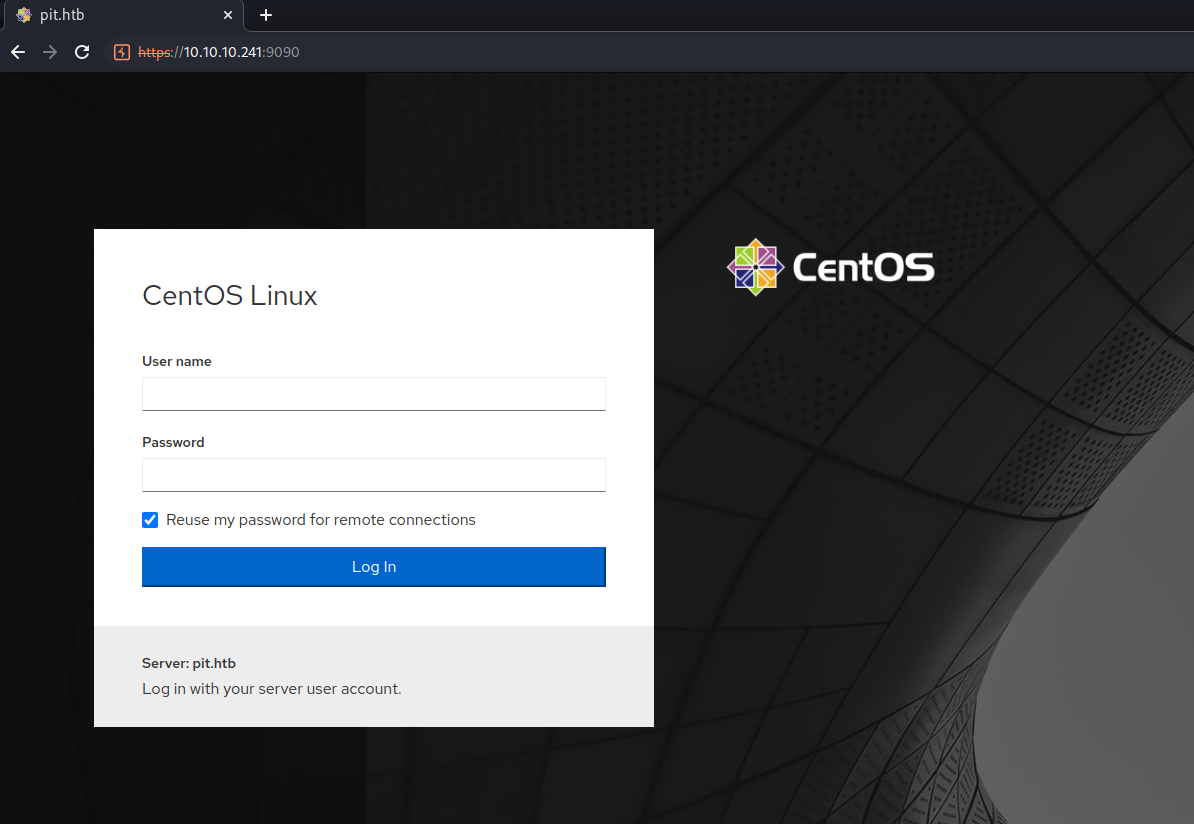 pit.htb
https://10.10.10.241:9090
CentOS
CentOS Linux
User name
Password
Reuse my password for remote connections
Log In
Server: pit.htb
Log in with your server user account.